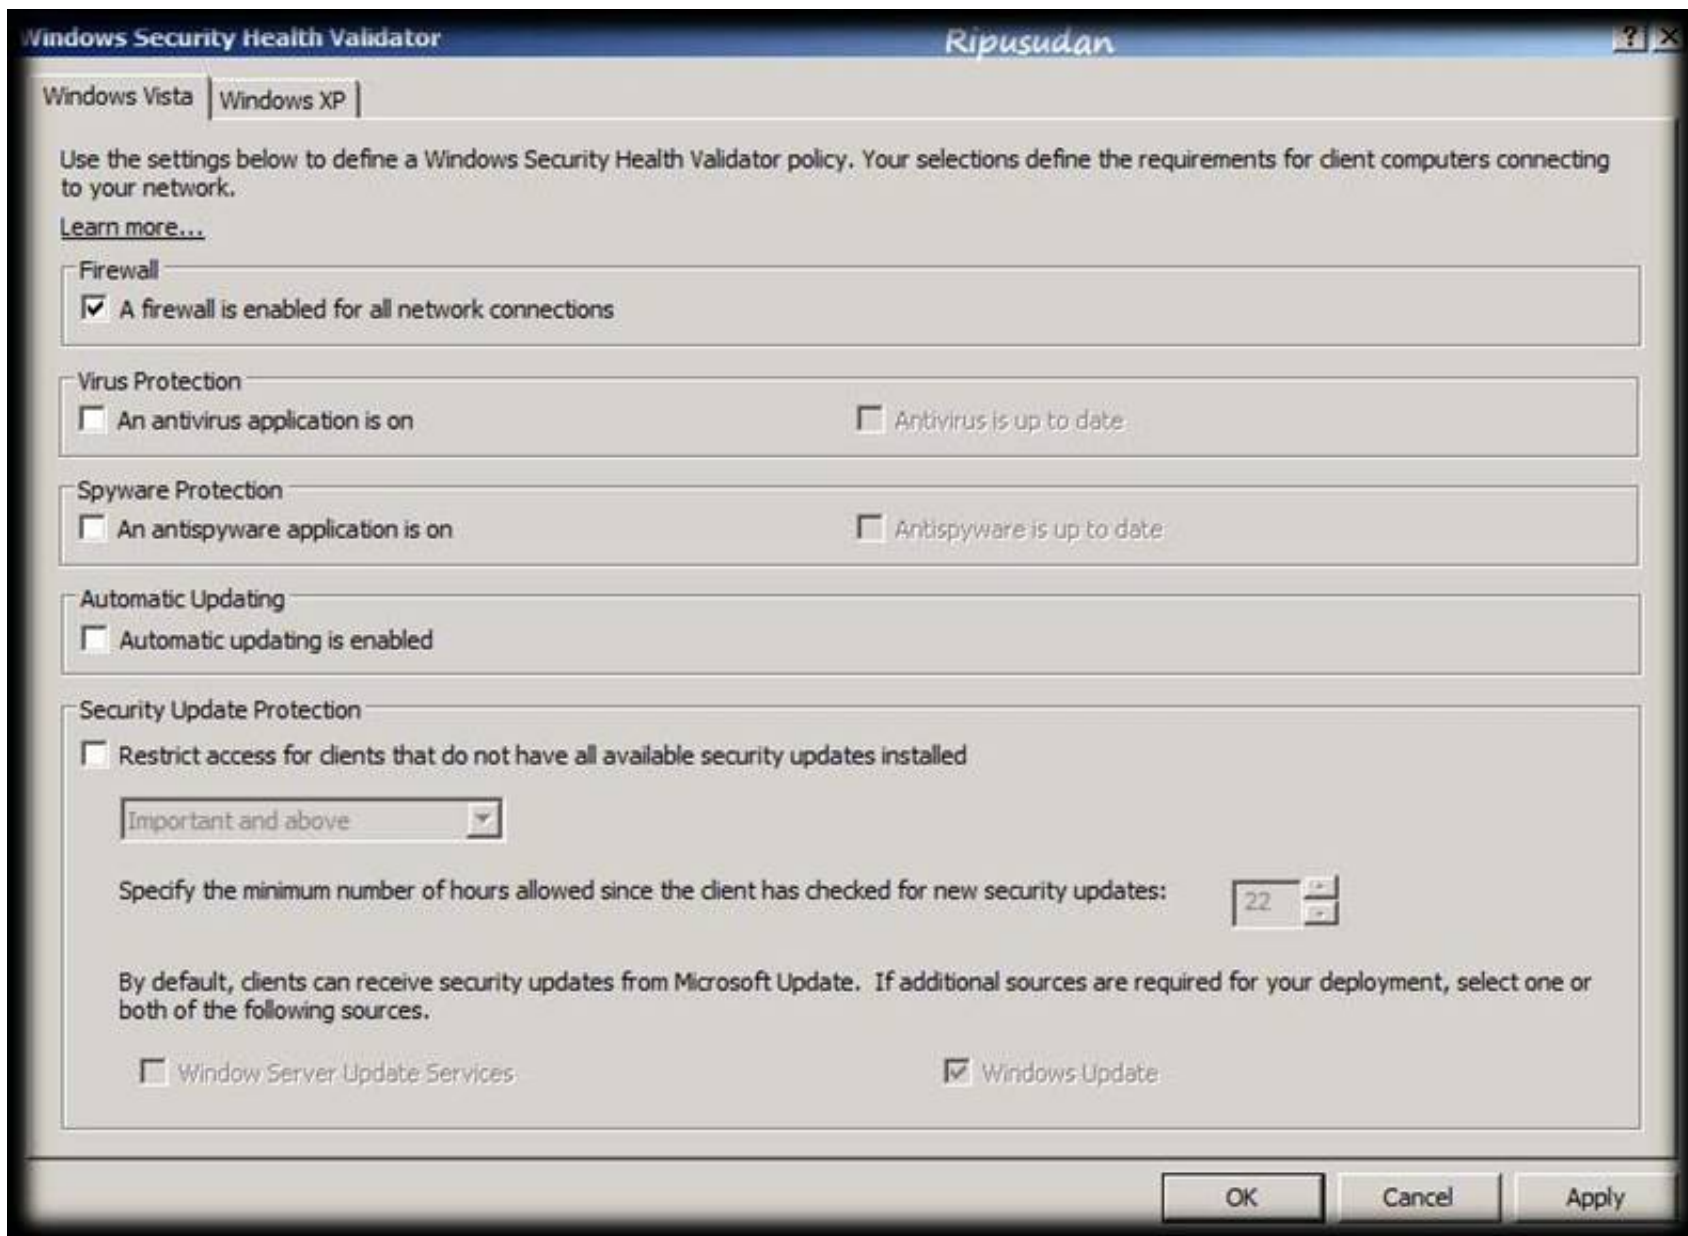 Windows Security Health Validator
Ripusudan
?
Windows Vista
Windows XP
Use the settings below to define a Windows Security Health Validator policy. Your selections define the requirements for client computers connecting
to your network.
Learn more...
Firewall
A firewall is enabled for all network connections
Virus Protection
An antivirus application is on
Antivirus is up to date
Spyware Protection
An antispyware application is on
Antispyware is up to date
Automatic Updating
Automatic updating is enabled
Security Update Protection
Restrict access for clients that do not have all available security updates installed
Important and above
Specify the minimum number of hours allowed since the client has checked for new security updates:
22
By default, clients can receive security updates from Microsoft Update. If additional sources are required for your deployment, select one or
both of the following sources.
Window Server Update Services
Windows Update
OK
Cancel
Apply